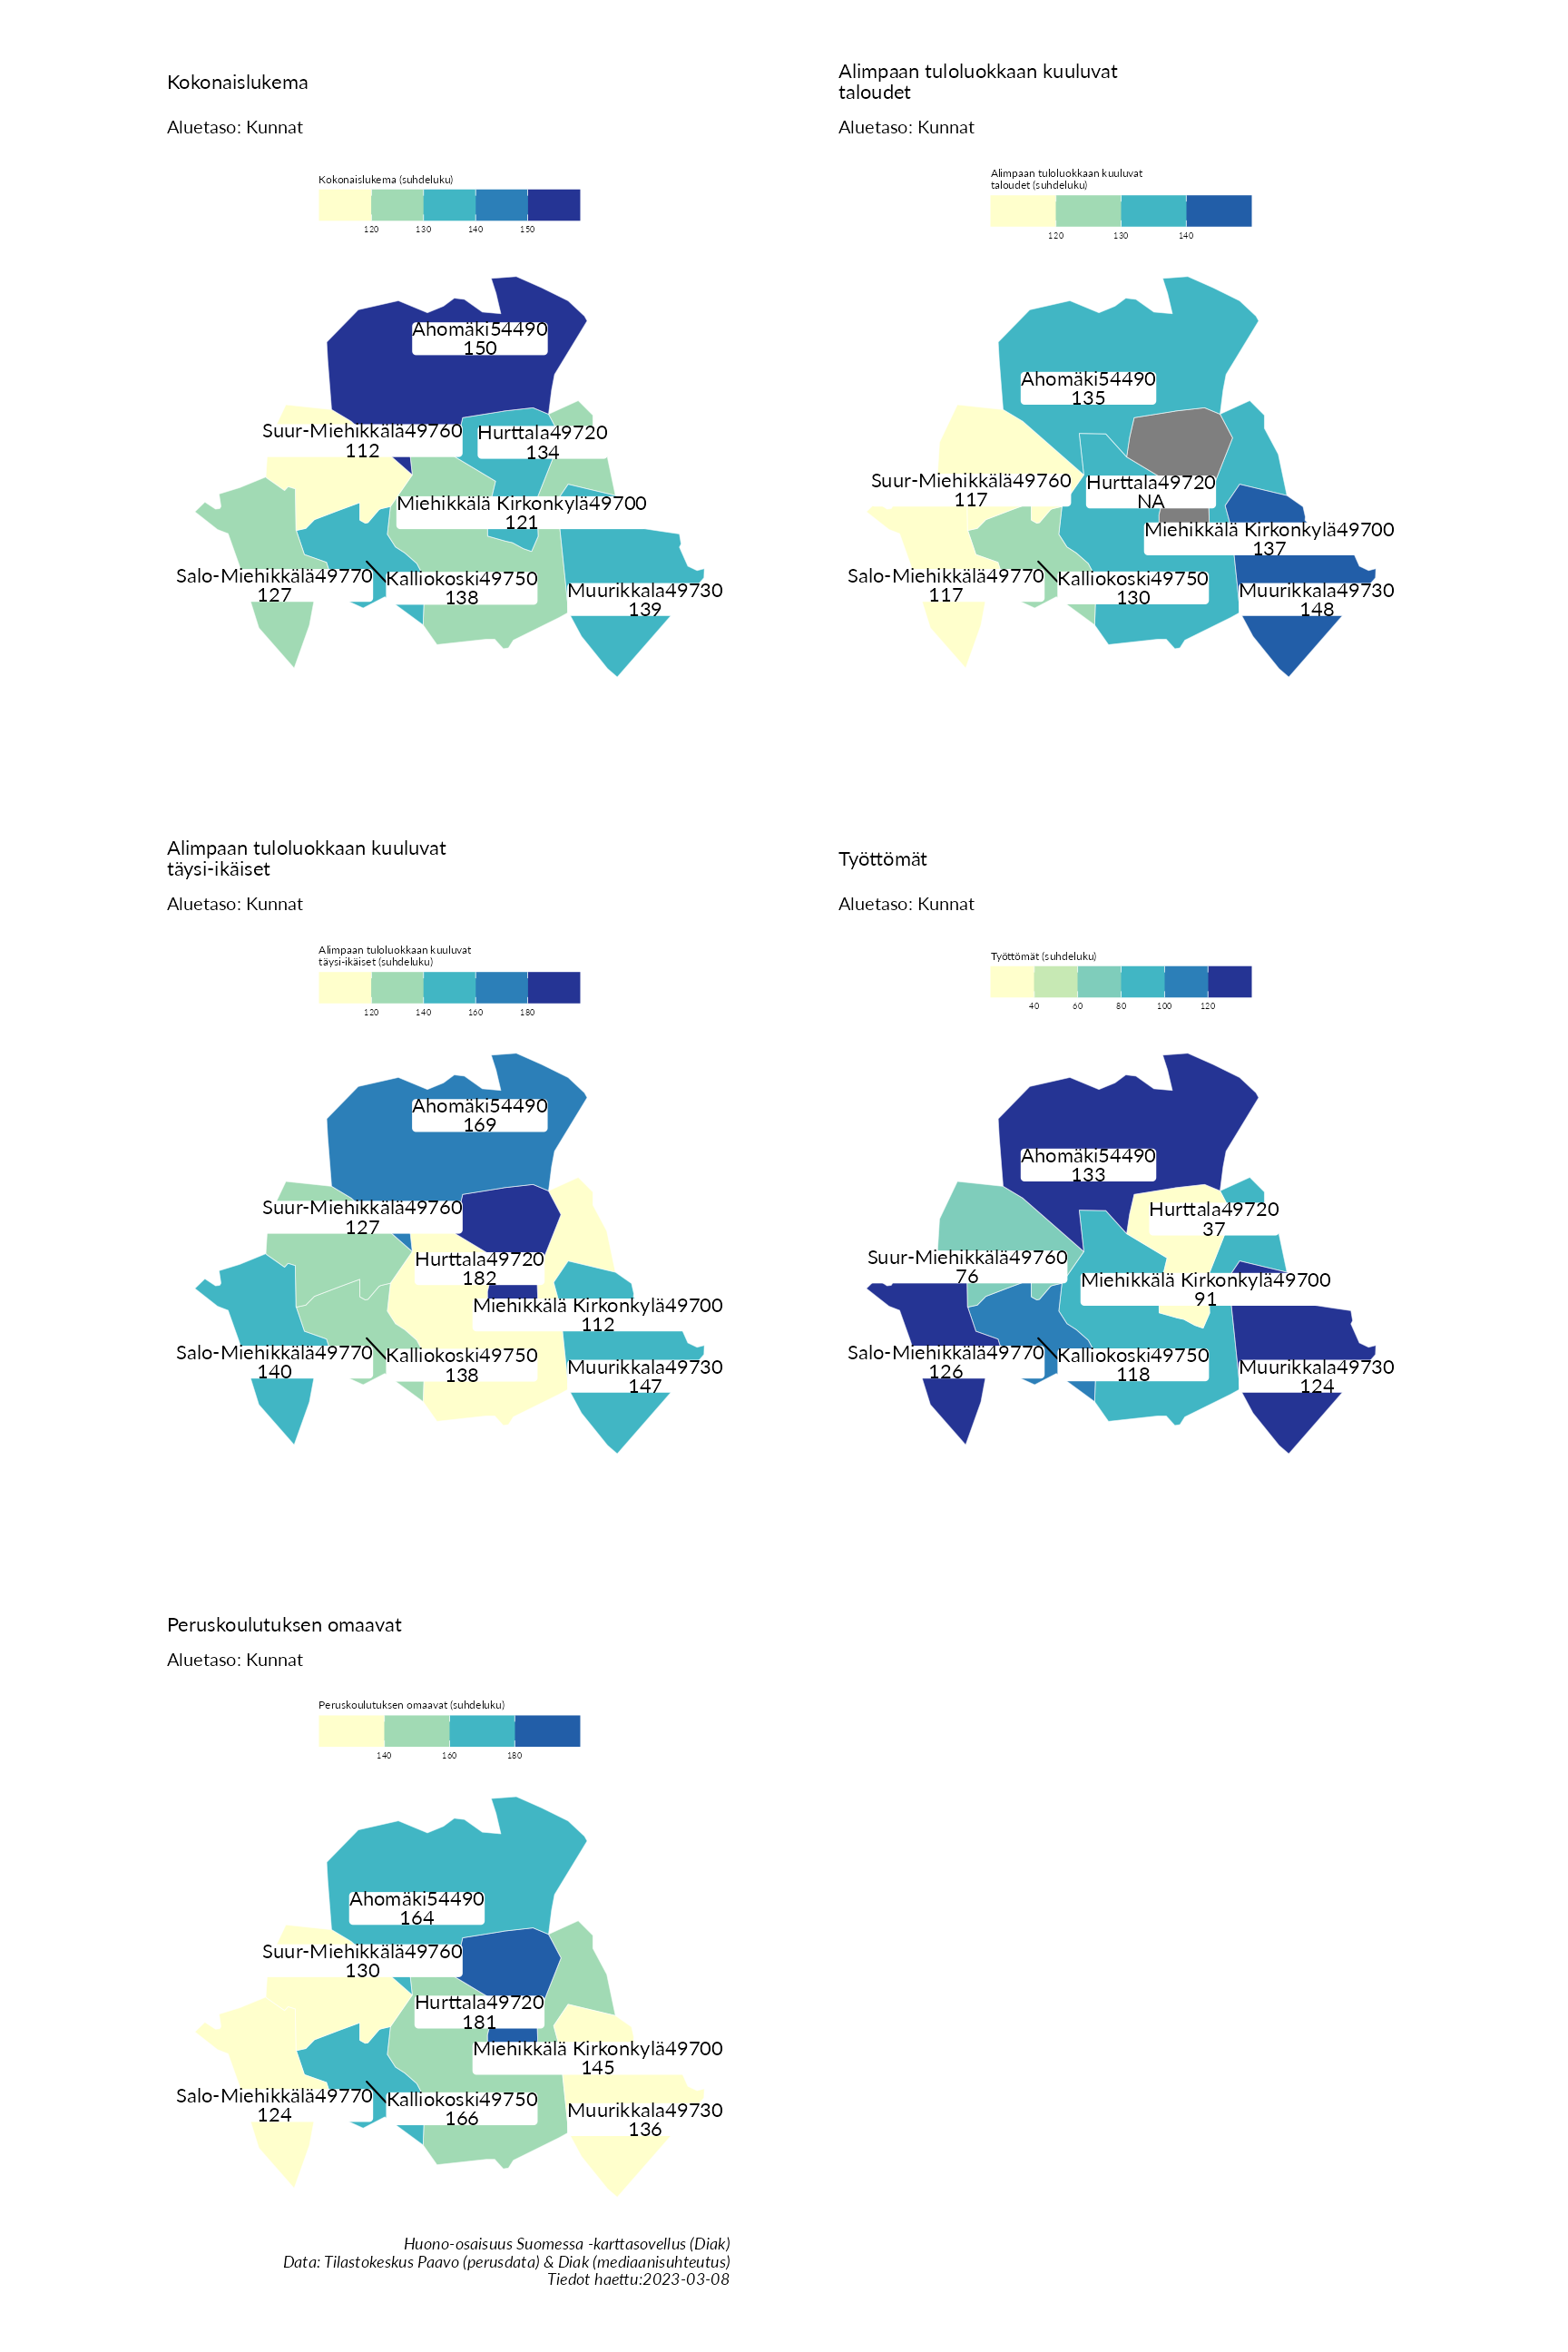 Kokonaislukema
Aluetaso: Kunnat
Kokonaislukema (suhdeluku)
120 130 140 150
Ahomäki54490
150
Suur-Miehikkälä49760
112
Hurttala49720
134
Miehikkälä Kirkonkylä49700
121
Salo-Miehikkälä49770
127
Kalliokoski49750
138
Muurikkala49730
139
Alimpaan tuloluokkaan kuuluvat
taloudet
Aluetaso: Kunnat
Alimpaan tuloluokkaan kuuluvat
taloudet (suhdeluku)
120 130 140
Ahomäki54490
135
Suur-Miehikkälä49760
117
Hurttala49720
NA
Miehikkälä Kirkonkylä49700
137
Salo-Miehikkälä49770
117
Kalliokoski49750
130
Muurikkala49730
148
Alimpaan tuloluokkaan kuuluvat
täysi-ikäiset
Aluetaso: Kunnat
Alimpaan tuloluokkaan kuuluvat
täysi-ikäiset (suhdeluku)
120 140 160 180
Ahomäki54490
169
Suur-Miehikkälä49760
127
Hurttala49720
182
Miehikkälä Kirkonkylä49700
112
Salo-Miehikkälä49770
140
Kalliokoski49750
138
Muurikkala49730
147
Työttömät
Aluetaso: Kunnat
Työttömät (suhdeluku)
40 60 80 100 120
Ahomäki54490
133
Hurttala49720
37
Suur-Miehikkälä49760
76
Miehikkälä Kirkonkylä49700
91
Salo-Miehikkälä49770
126
Kalliokoski49750
118
Muurikkala49730
124
Peruskoulutuksen omaavat
Aluetaso: Kunnat
Peruskoulutuksen omaavat (suhdeluku)
140 160 180
Ahomäki54490
164
Suur-Miehikkälä49760
130
Hurttala49720
181
Miehikkälä Kirkonkylä49700
145
Salo-Miehikkälä49770
124
Kalliokoski49750
166
Muurikkala49730
136
Huono-osaisuus Suomessa -karttasovellus (Diak)
Data: Tilastokeskus Paavo (perusdata) & Diak (mediaanisuhteutus)
Tiedot haettu:2023-03-08